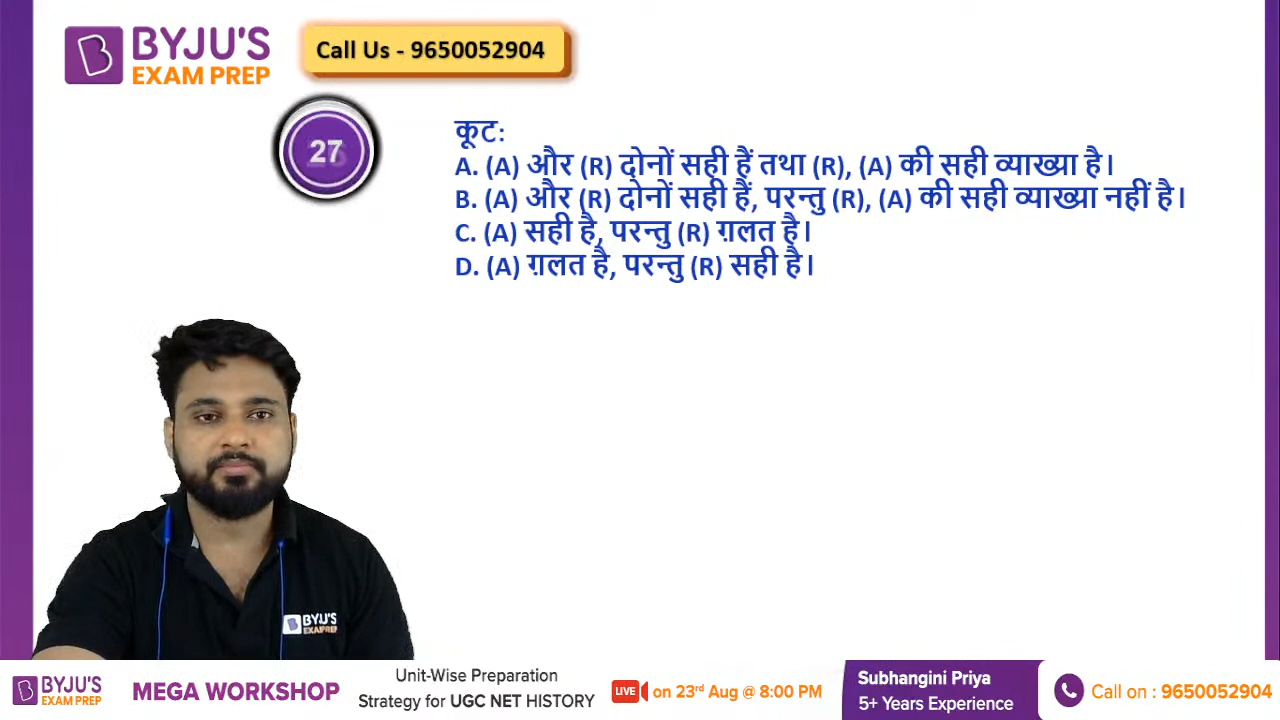 BYJU'S
EXAM PREP
Call Us - 9650052904
27
कूटः
A. (A) और (R) दोनों सही हैं तथा (R), (A) की सही व्याख्या है।
B. (A) और (R) दोनों सही हैं, परन्तु (R), (A) की सही व्याख्या नहीं है।
C. (A) सही है, परन्तु (R) ग़लत है।
D. (A) ग़लत है, परन्तु (R) सही है।
BYJU'S
EXAM PREP
BYJU'S
EXAM PREP
MEGA WORKSHOP
Unit-Wise Preparation
Strategy for UGC NET HISTORY
LIVE on 23rd Aug @ 8:00 PM
Subhangini Priya
5+ Years Experience
Call on : 9650052904